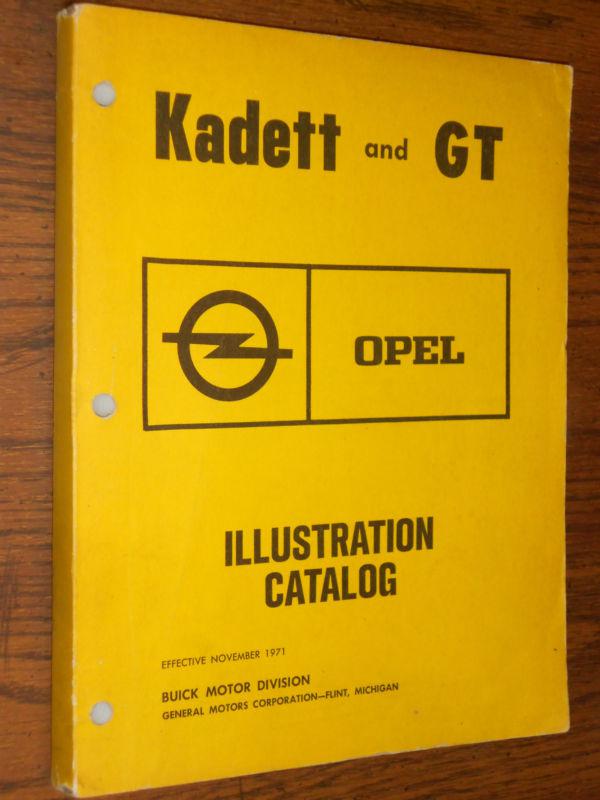 Kadett and GT
OPEL
ILLUSTRATION
CATALOG
EFFECTIVE NOVEMBER 1971
BUICK MOTOR DIVISION
GENERAL MOTORS CORPORATION—FLINT, MICHIGAN